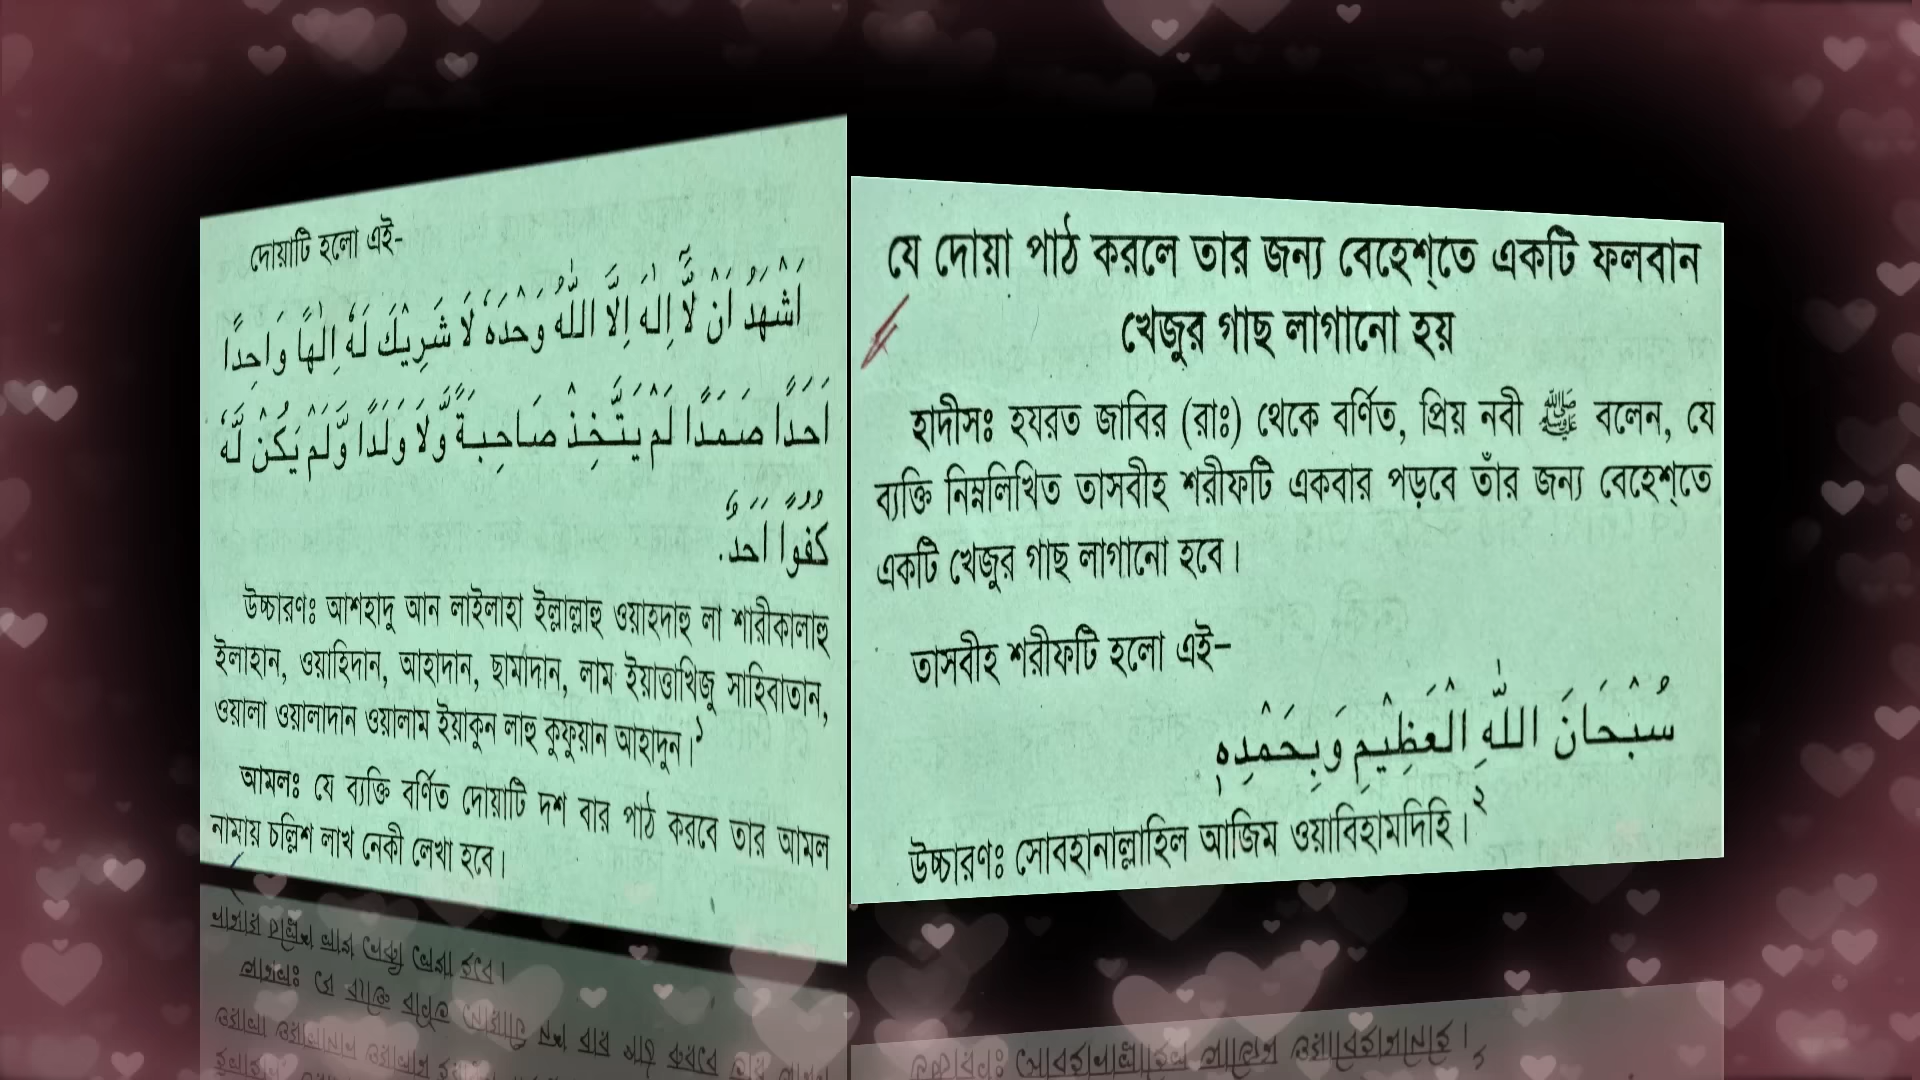 দোয়াটি হলো এই-
اَشْهَدُ اَنْ لَّآ اِلٰهَ اِلَّا اللّٰهُ وَحْدَهٗ لَا شَرِيْكَ لَهٗ اِلٰهًا وَاحِدًا
اَحَدًا صَمَدًا لَمْ يَتَّخِذْ صَاحِبَةً وَّلَا وَلَدًا وَّلَمْ يَكُنْ لَّهٗ
كُفُوًا اَحَدٌ.
উচ্চারণঃ আশহাদু আন লাইলাহা ইল্লাল্লাহু ওয়াহদাহু লা শারীকালাহু
ইলাহান, ওয়াহিদান, আহাদান, ছামাদান, লাম ইয়াত্তাখিজু সাহিবাতান,
ওয়ালা ওয়ালাদান ওয়ালাম ইয়াকুন লাহু কুফুয়ান আহাদুন।১
আমলঃ যে ব্যক্তি বর্ণিত দোয়াটি দশ বার পাঠ করবে তার আমল
নামায় চল্লিশ লাখ নেকী লেখা হবে।
যে দোয়া পাঠ করলে তার জন্য বেহেশ্তে একটি ফলবান
খেজুর গাছ লাগানো হয়
হাদীসঃ হযরত জাবির (রাঃ) থেকে বর্ণিত, প্রিয় নবী ﷺ বলেন, যে
ব্যক্তি নিম্নলিখিত তাসবীহ শরীফটি একবার পড়বে তাঁর জন্য বেহেশ্তে
একটি খেজুর গাছ লাগানো হবে।
তাসবীহ শরীফটি হলো এই-
سُبْحَانَ اللّٰهِ الْعَظِيْمِ وَبِحَمْدِهٖ
উচ্চারণঃ সোবহানাল্লাহিল আজিম ওয়াবিহামদিহি।২